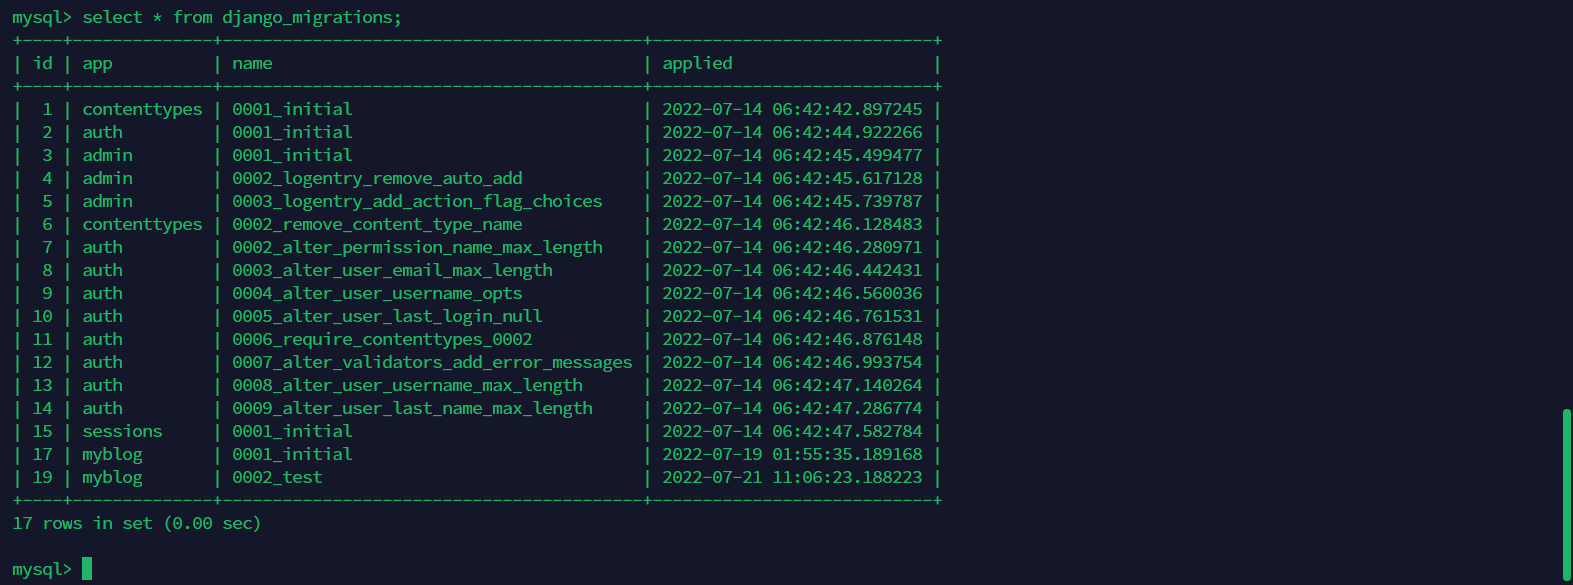 mysql> select * from django_migrations;
+----+--------------+------------------------------------------+----------------------------+
| id | app          | name                                     | applied                    |
+----+--------------+------------------------------------------+----------------------------+
|  1 | contenttypes | 0001_initial                             | 2022-07-14 06:42:42.897245 |
|  2 | auth         | 0001_initial                             | 2022-07-14 06:42:44.922266 |
|  3 | admin        | 0001_initial                             | 2022-07-14 06:42:45.499477 |
|  4 | admin        | 0002_logentry_remove_auto_add            | 2022-07-14 06:42:45.617128 |
|  5 | admin        | 0003_logentry_add_action_flag_choices    | 2022-07-14 06:42:45.739787 |
|  6 | contenttypes | 0002_remove_content_type_name            | 2022-07-14 06:42:46.128483 |
|  7 | auth         | 0002_alter_permission_name_max_length    | 2022-07-14 06:42:46.280971 |
|  8 | auth         | 0003_alter_user_email_max_length         | 2022-07-14 06:42:46.442431 |
|  9 | auth         | 0004_alter_user_username_opts            | 2022-07-14 06:42:46.560036 |
| 10 | auth         | 0005_alter_user_last_login_null          | 2022-07-14 06:42:46.761531 |
| 11 | auth         | 0006_require_contenttypes_0002           | 2022-07-14 06:42:46.876148 |
| 12 | auth         | 0007_alter_validators_add_error_messages | 2022-07-14 06:42:46.993754 |
| 13 | auth         | 0008_alter_user_username_max_length      | 2022-07-14 06:42:47.140264 |
| 14 | auth         | 0009_alter_user_last_name_max_length     | 2022-07-14 06:42:47.286774 |
| 15 | sessions     | 0001_initial                             | 2022-07-14 06:42:47.582784 |
| 17 | myblog       | 0001_initial                             | 2022-07-19 01:55:35.189168 |
| 19 | myblog       | 0002_test                                | 2022-07-21 11:06:23.188223 |
+----+--------------+------------------------------------------+----------------------------+
17 rows in set (0.00 sec)
mysql>